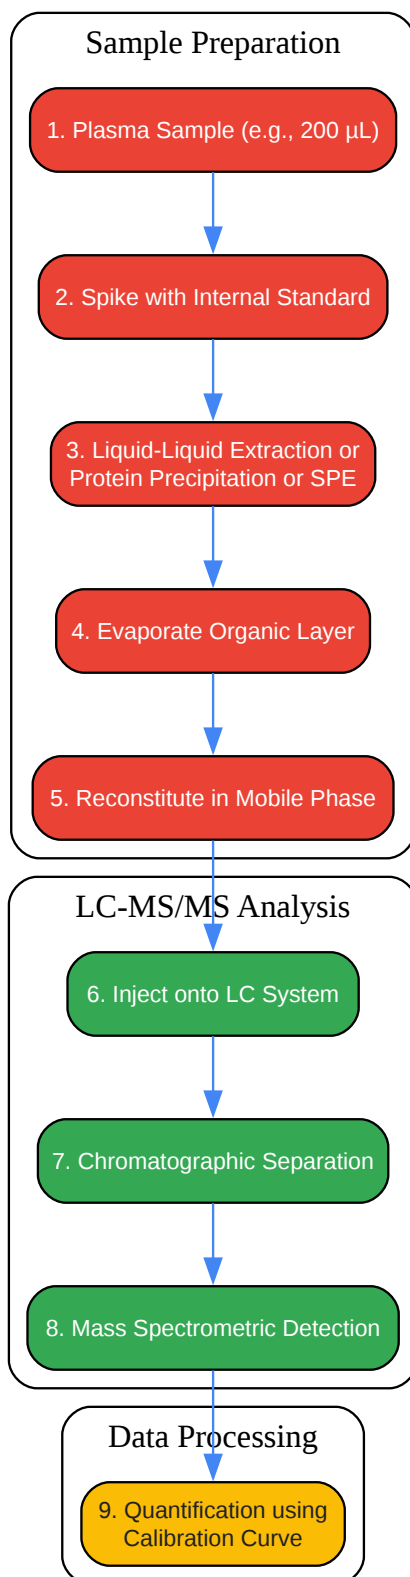 Sample Preparation
1. Plasma Sample (e.g., 200 µL)
2. Spike with Internal Standard
3. Liquid-Liquid Extraction or
Protein Precipitation or SPE
4. Evaporate Organic Layer
5. Reconstitute in Mobile Phase
LC-MS/MS Analysis
6. Inject onto LC System
7. Chromatographic Separation
8. Mass Spectrometric Detection
Data Processing
9. Quantification using
Calibration Curve